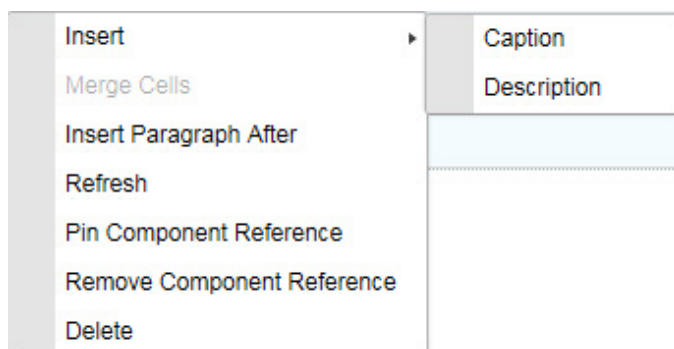 Insert
Merge Cells
Insert Paragraph After
Refresh
Pin Component Reference
Remove Component Reference
Delete
Caption
Description